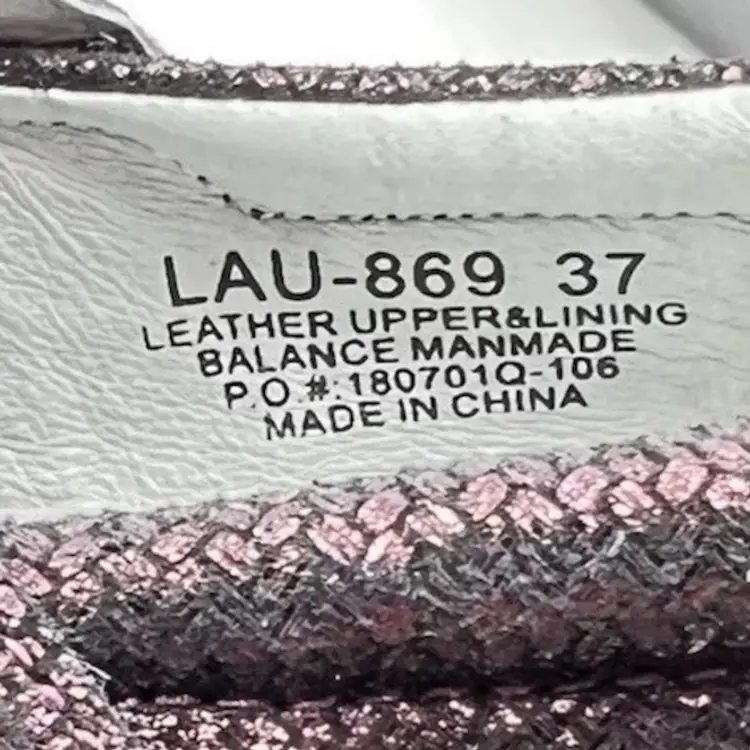 LAU-869 37
LEATHER UPPER&LINING
BALANCE MANMADE
P.O.#:180701Q-106
MADE IN CHINA